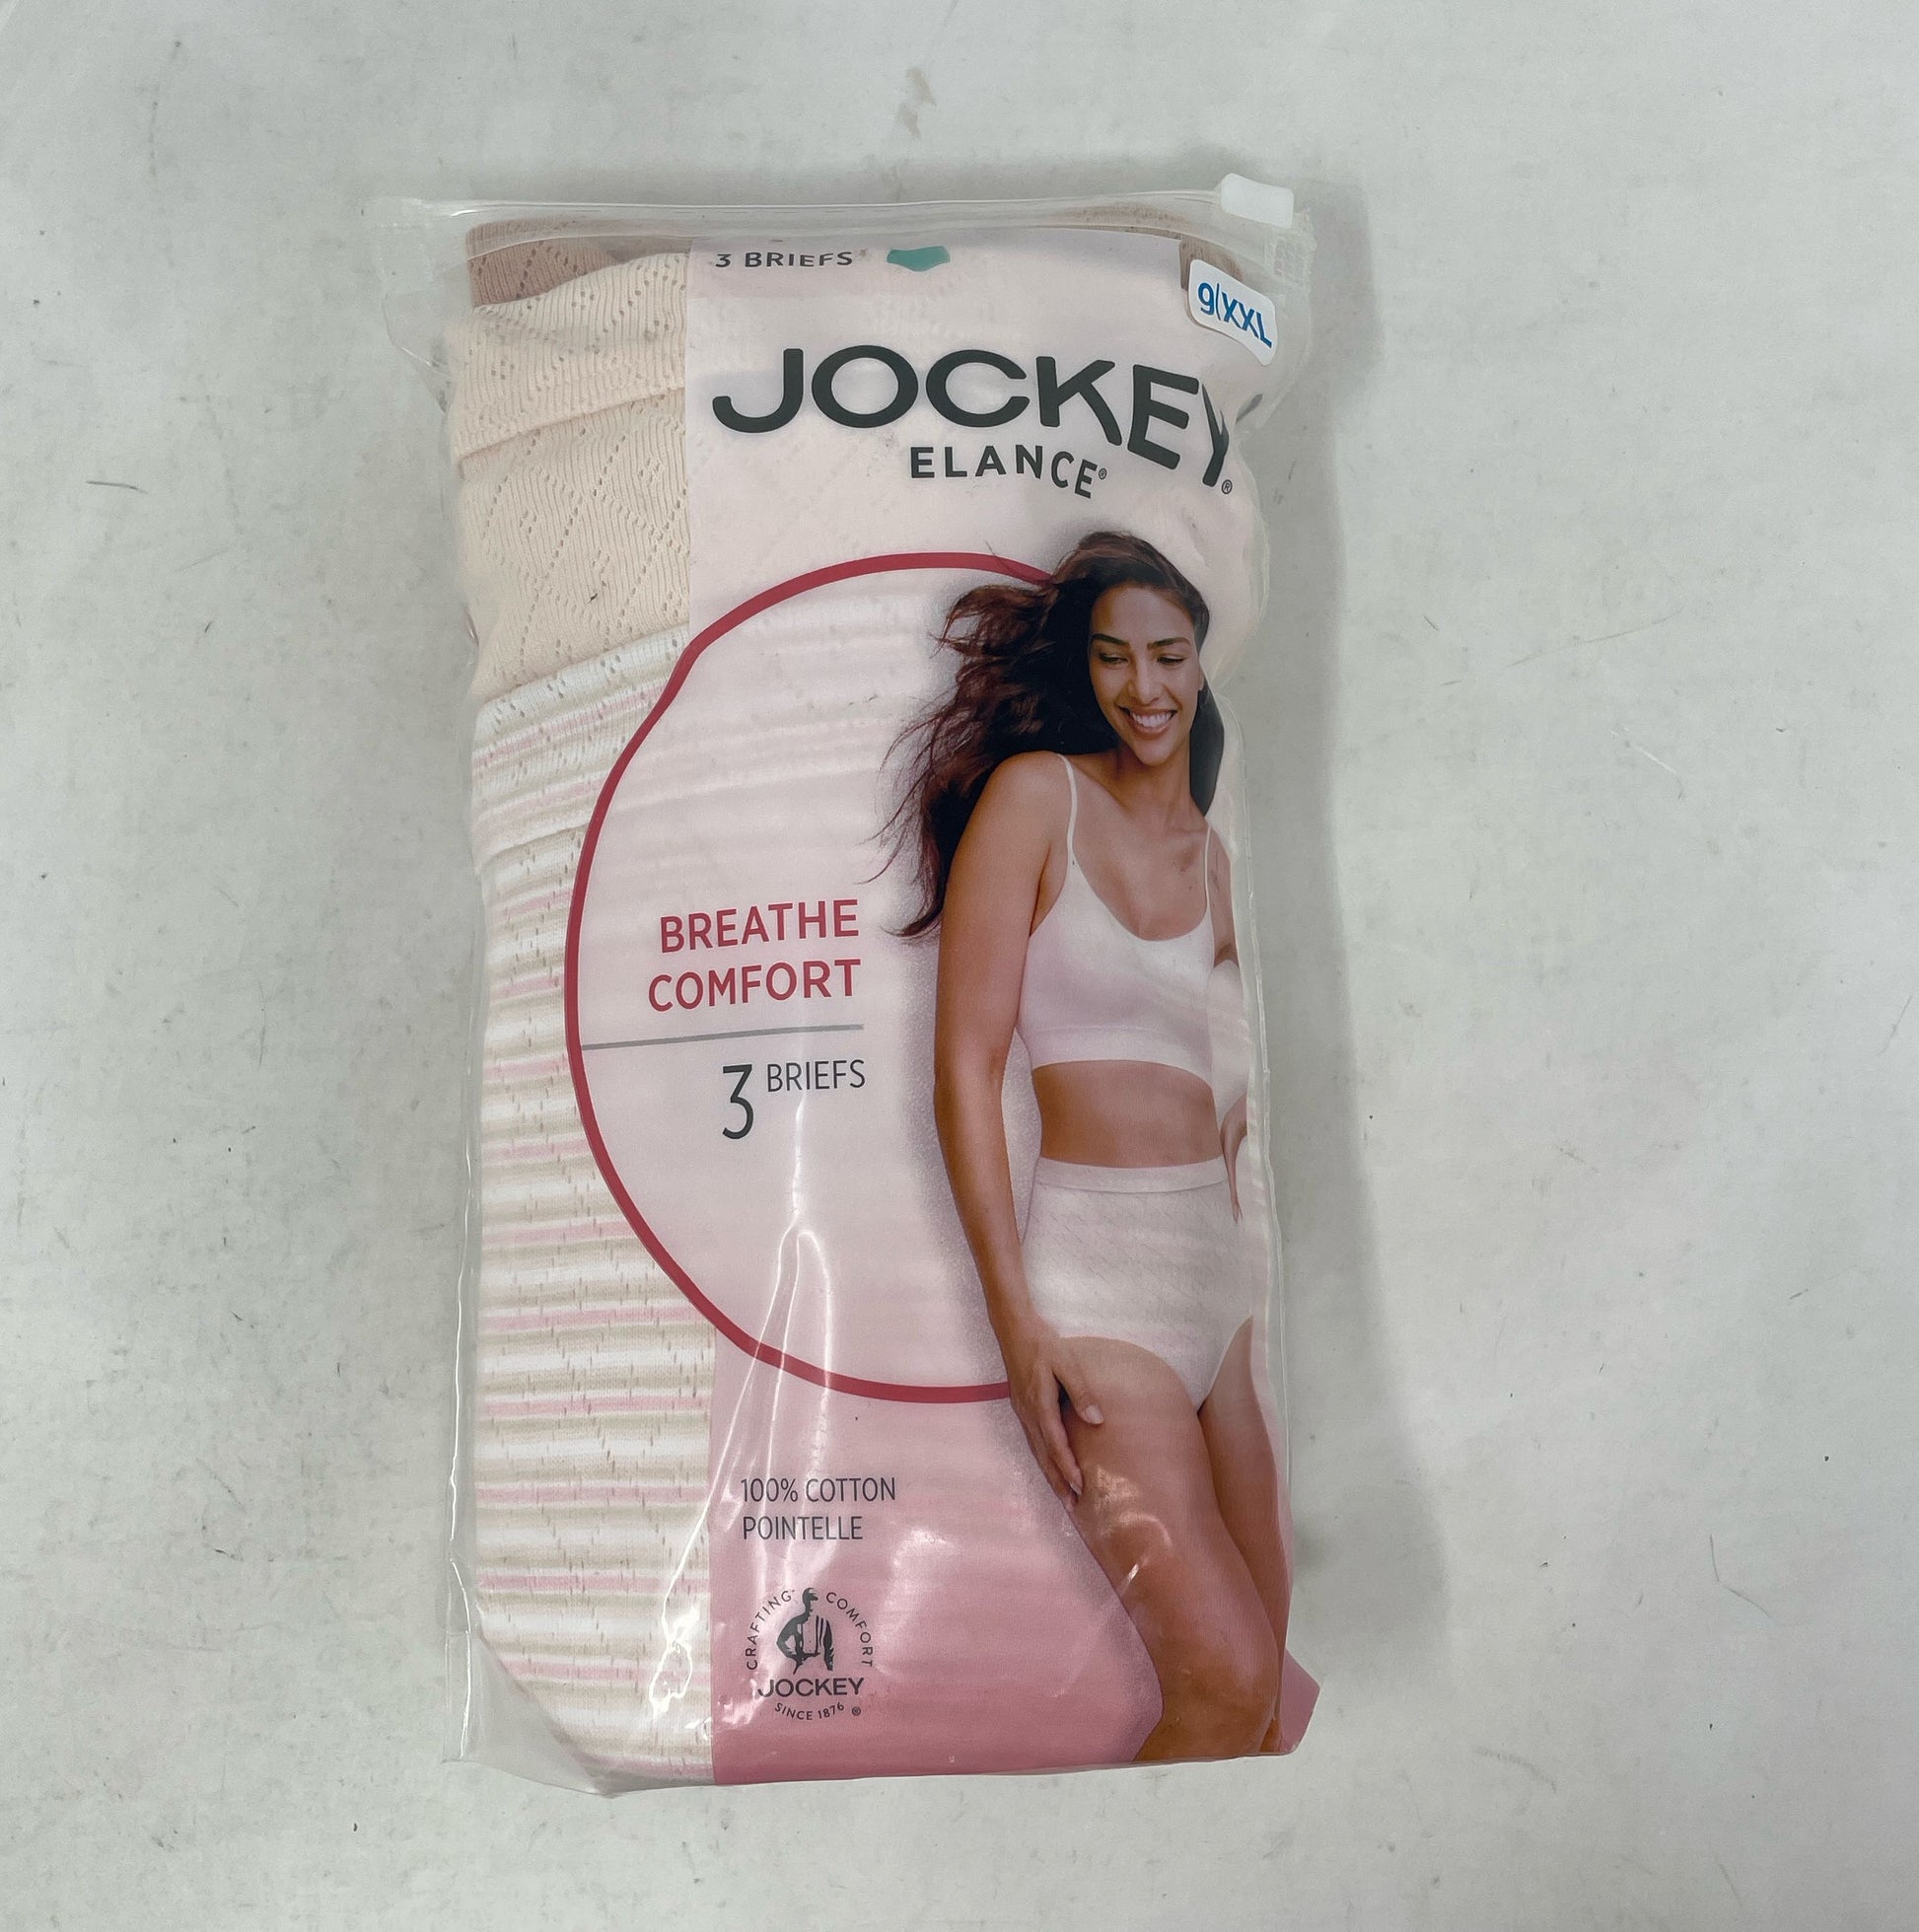 3 BRIEFS
9/XXL
JOCKEY®
ELANCE®
BREATHE
COMFORT
3 BRIEFS
100% COTTON
POINTELLE
CRAFTING COMFORT
JOCKEY
SINCE 1876 ®